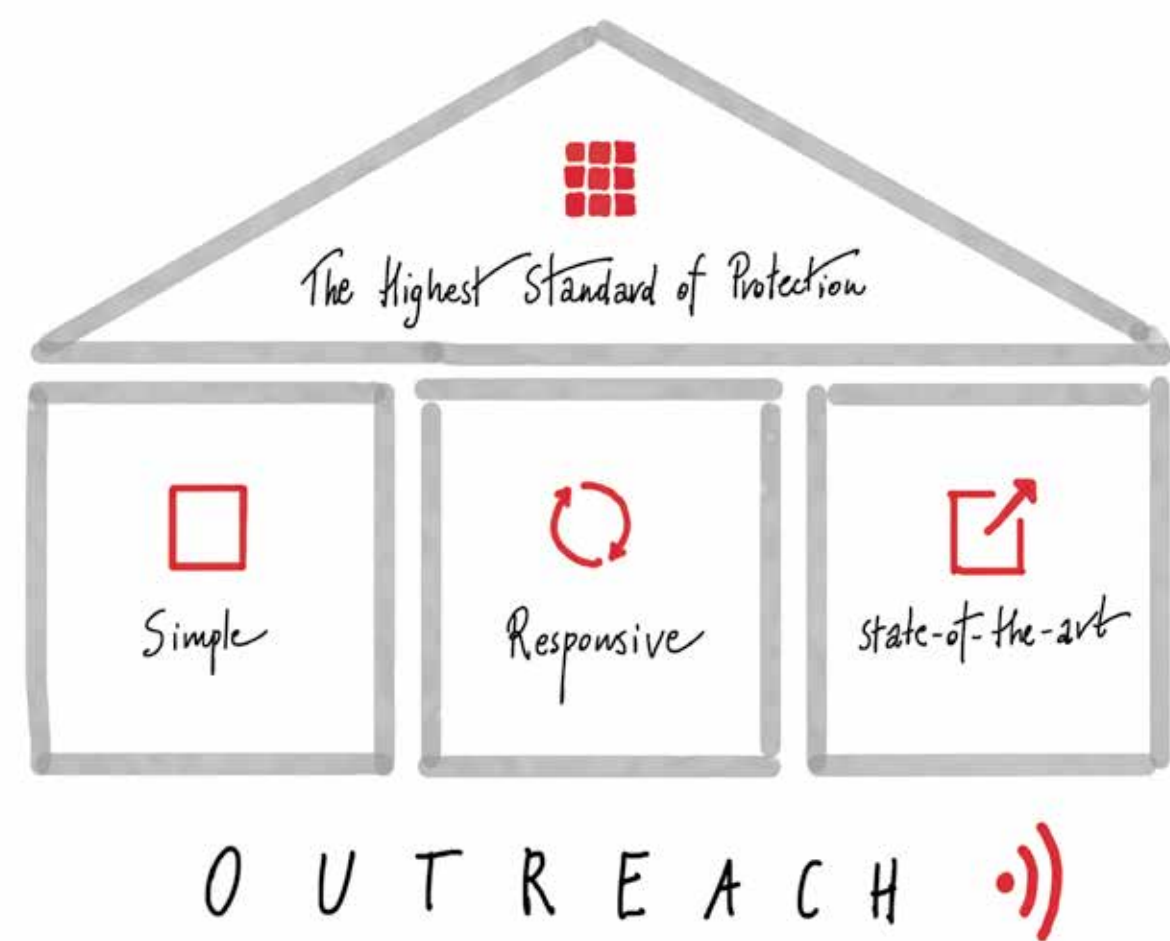 The Highest Standard of Protection
Simple
Responsive
state-of-the-art
OUTREACH